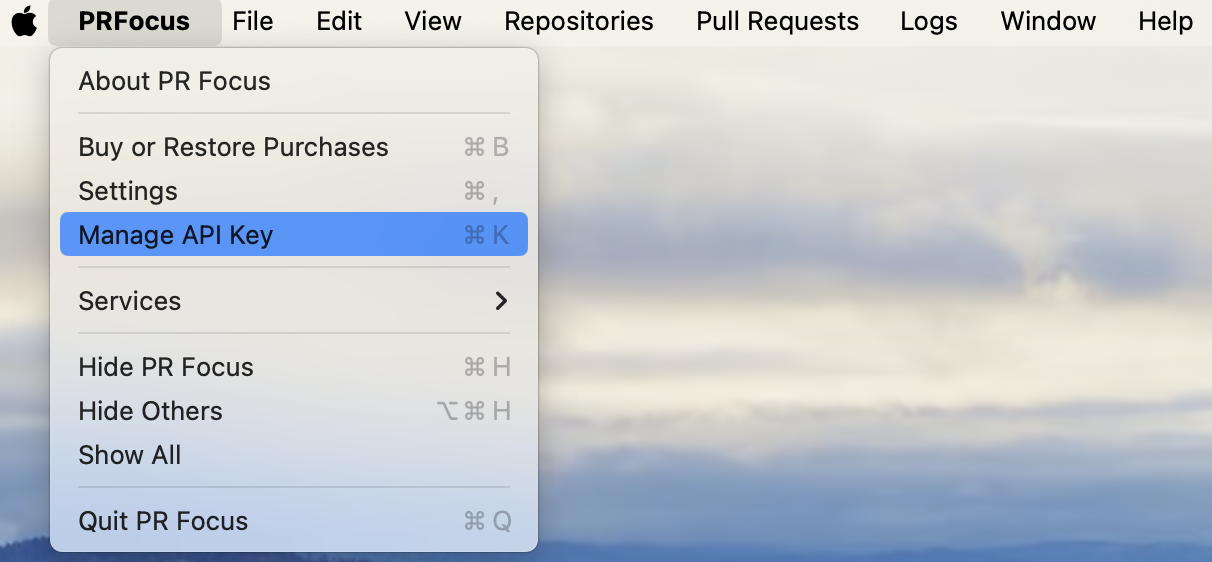 PRFocus File Edit View Repositories Pull Requests Logs Window Help
About PR Focus
Buy or Restore Purchases ⌘ B
Settings ⌘ ,
Manage API Key ⌘ K
Services
Hide PR Focus ⌘ H
Hide Others ⌥ ⌘ H
Show All
Quit PR Focus ⌘ Q